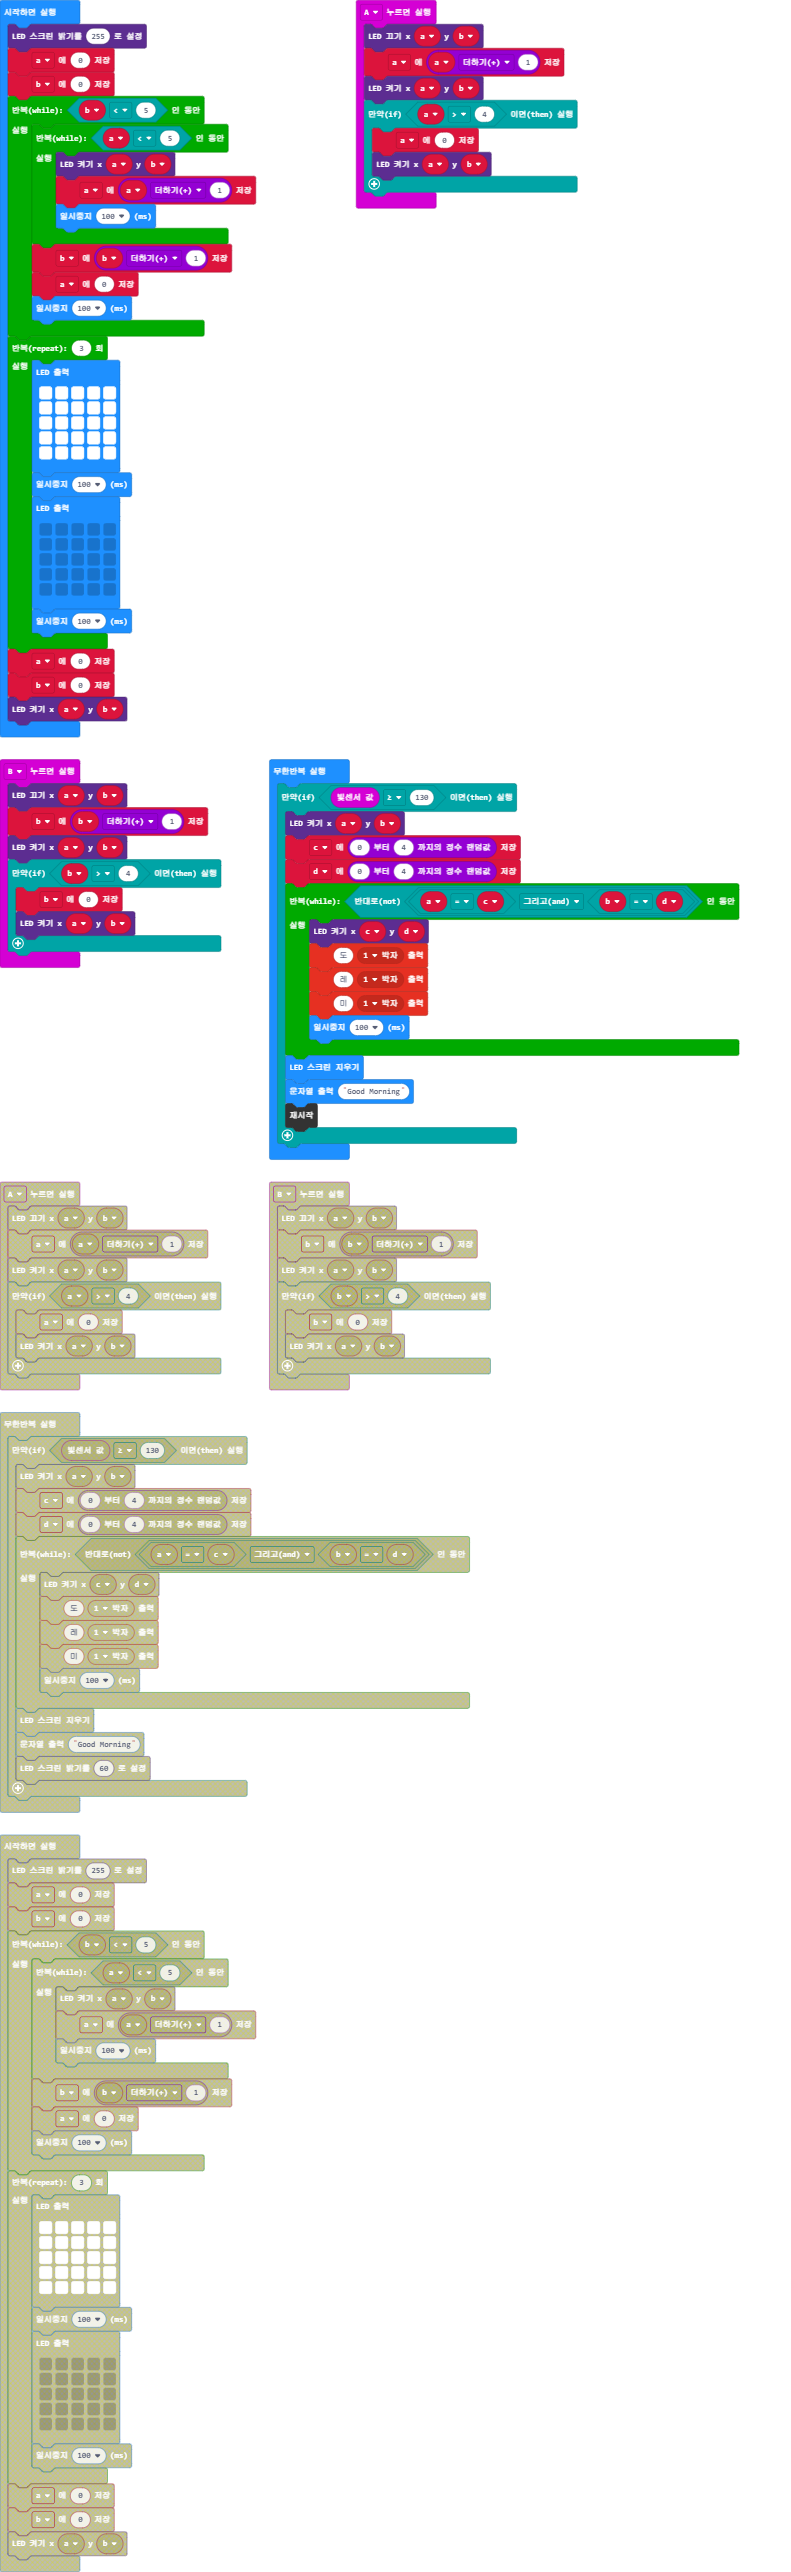 시작하면 실행
LED 스크린 밝기를 255 로 설정
a 에 0 저장
b 에 0 저장
반복(while): b < 5 인 동안
실행
반복(while): a < 5 인 동안
실행
LED 켜기 x a y b
a 에 a 더하기(+) 1 저장
일시중지 100 (ms)
b 에 b 더하기(+) 1 저장
a 에 0 저장
일시중지 100 (ms)
반복(repeat): 3 회
실행
LED 출력
일시중지 100 (ms)
LED 출력
일시중지 100 (ms)
a 에 0 저장
b 에 0 저장
LED 켜기 x a y b
A 누르면 실행
LED 끄기 x a y b
a 에 a 더하기(+) 1 저장
LED 켜기 x a y b
만약(if) a > 4 이면(then) 실행
a 에 0 저장
LED 켜기 x a y b
B 누르면 실행
LED 끄기 x a y b
b 에 b 더하기(+) 1 저장
LED 켜기 x a y b
만약(if) b > 4 이면(then) 실행
b 에 0 저장
LED 켜기 x a y b
무한반복 실행
만약(if) 빛센서 값 ≥ 130 이면(then) 실행
LED 켜기 x a y b
c 에 0 부터 4 까지의 정수 랜덤값 저장
d 에 0 부터 4 까지의 정수 랜덤값 저장
반복(while): 반대로(not) a = c 그리고(and) b = d 인 동안
실행
LED 켜기 x c y d
도 1 박자 출력
레 1 박자 출력
미 1 박자 출력
일시중지 100 (ms)
LED 스크린 지우기
문자열 출력 "Good Morning"
재시작
A 누르면 실행
LED 끄기 x a y b
a 에 a 더하기(+) 1 저장
LED 켜기 x a y b
만약(if) a > 4 이면(then) 실행
a 에 0 저장
LED 켜기 x a y b
B 누르면 실행
LED 끄기 x a y b
b 에 b 더하기(+) 1 저장
LED 켜기 x a y b
만약(if) b > 4 이면(then) 실행
b 에 0 저장
LED 켜기 x a y b
무한반복 실행
만약(if) 빛센서 값 ≥ 130 이면(then) 실행
LED 켜기 x a y b
c 에 0 부터 4 까지의 정수 랜덤값 저장
d 에 0 부터 4 까지의 정수 랜덤값 저장
반복(while): 반대로(not) a = c 그리고(and) b = d 인 동안
실행
LED 켜기 x c y d
도 1 박자 출력
레 1 박자 출력
미 1 박자 출력
일시중지 100 (ms)
LED 스크린 지우기
문자열 출력 "Good Morning"
LED 스크린 밝기를 60 로 설정
시작하면 실행
LED 스크린 밝기를 255 로 설정
a 에 0 저장
b 에 0 저장
반복(while): b < 5 인 동안
실행
반복(while): a < 5 인 동안
실행
LED 켜기 x a y b
a 에 a 더하기(+) 1 저장
일시중지 100 (ms)
b 에 b 더하기(+) 1 저장
a 에 0 저장
일시중지 100 (ms)
반복(repeat): 3 회
실행
LED 출력
일시중지 100 (ms)
LED 출력
일시중지 100 (ms)
a 에 0 저장
b 에 0 저장
LED 켜기 x a y b